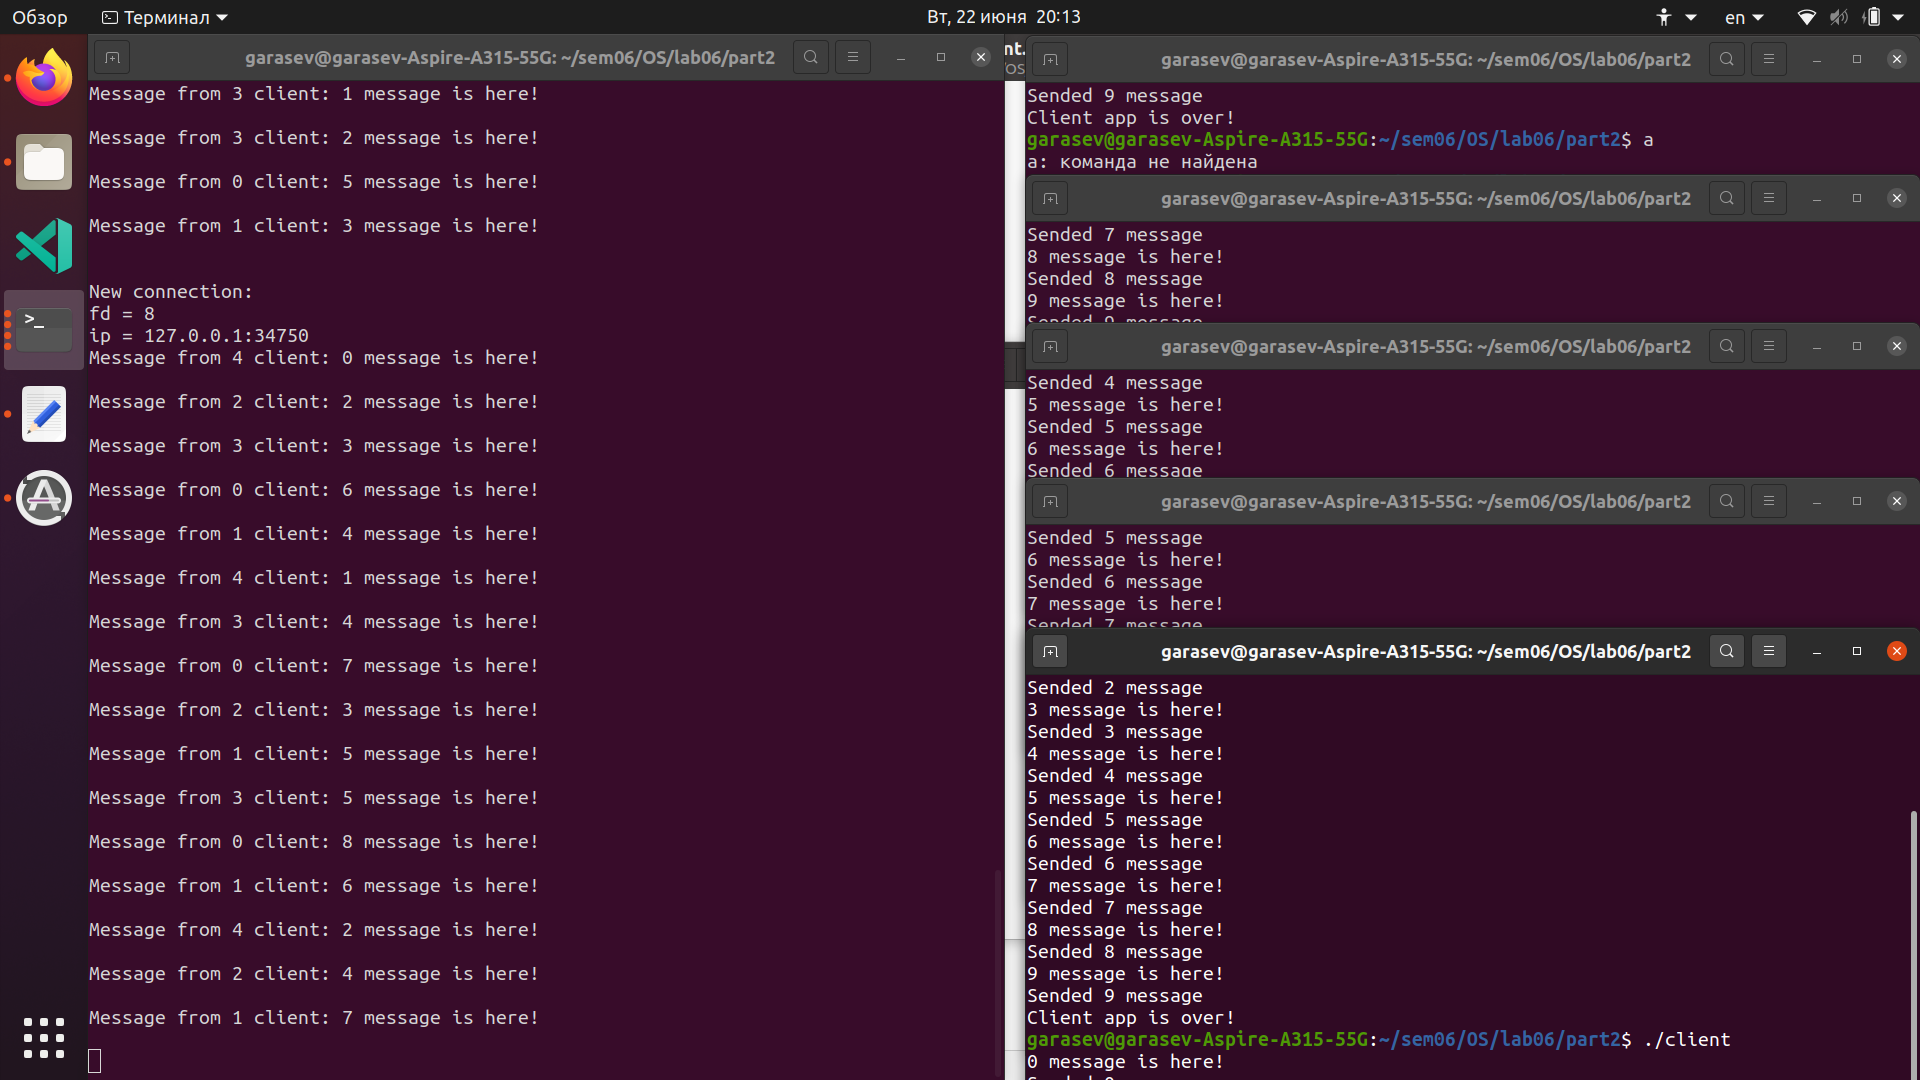 Обзор
Терминал
Вт, 22 июня 20:13
en
garasev@garasev-Aspire-A315-55G: ~/sem06/OS/lab06/part2
Message from 3 client: 1 message is here!
Message from 3 client: 2 message is here!
Message from 0 client: 5 message is here!
Message from 1 client: 3 message is here!
New connection:
fd = 8
ip = 127.0.0.1:34750
Message from 4 client: 0 message is here!
Message from 2 client: 2 message is here!
Message from 3 client: 3 message is here!
Message from 0 client: 6 message is here!
Message from 1 client: 4 message is here!
Message from 4 client: 1 message is here!
Message from 3 client: 4 message is here!
Message from 0 client: 7 message is here!
Message from 2 client: 3 message is here!
Message from 1 client: 5 message is here!
Message from 3 client: 5 message is here!
Message from 0 client: 8 message is here!
Message from 1 client: 6 message is here!
Message from 4 client: 2 message is here!
Message from 2 client: 4 message is here!
Message from 1 client: 7 message is here!
nt.
/OS
garasev@garasev-Aspire-A315-55G: ~/sem06/OS/lab06/part2
Sended 9 message
Client app is over!
garasev@garasev-Aspire-A315-55G:~/sem06/OS/lab06/part2$ a
a: команда не найдена
garasev@garasev-Aspire-A315-55G: ~/sem06/OS/lab06/part2
Sended 7 message
8 message is here!
Sended 8 message
9 message is here!
Sended 9 message
garasev@garasev-Aspire-A315-55G: ~/sem06/OS/lab06/part2
Sended 4 message
5 message is here!
Sended 5 message
6 message is here!
Sended 6 message
garasev@garasev-Aspire-A315-55G: ~/sem06/OS/lab06/part2
Sended 5 message
6 message is here!
Sended 6 message
7 message is here!
Sended 7 message
garasev@garasev-Aspire-A315-55G: ~/sem06/OS/lab06/part2
Sended 2 message
3 message is here!
Sended 3 message
4 message is here!
Sended 4 message
5 message is here!
Sended 5 message
6 message is here!
Sended 6 message
7 message is here!
Sended 7 message
8 message is here!
Sended 8 message
9 message is here!
Sended 9 message
Client app is over!
garasev@garasev-Aspire-A315-55G:~/sem06/OS/lab06/part2$ ./client
0 message is here!